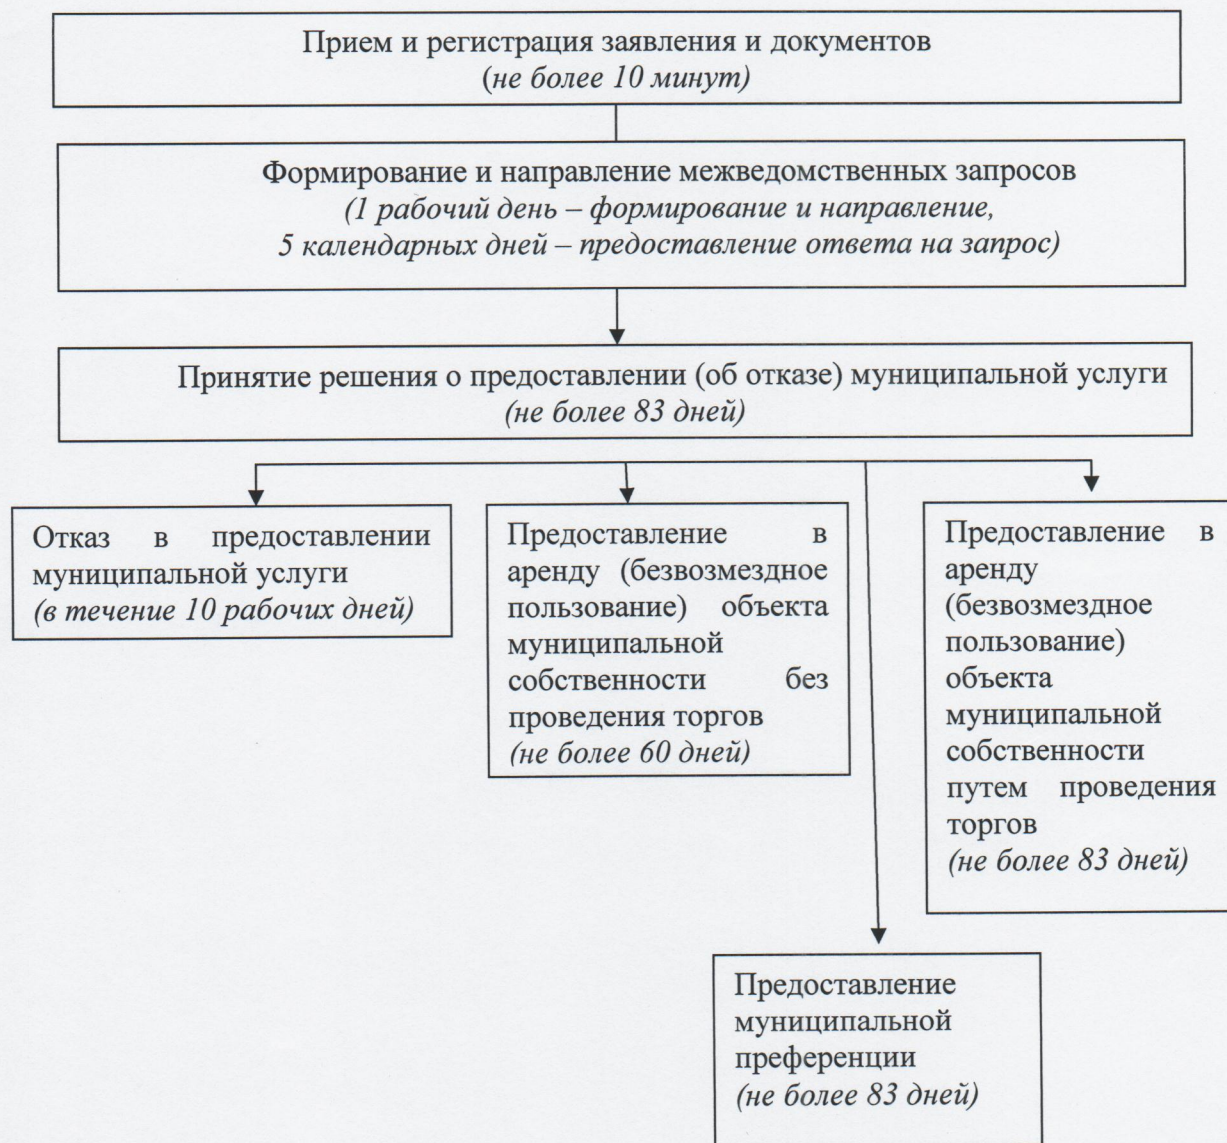 Прием и регистрация заявления и документов
(не более 10 минут)
Формирование и направление межведомственных запросов
(1 рабочий день – формирование и направление,
5 календарных дней – предоставление ответа на запрос)
Принятие решения о предоставлении (об отказе) муниципальной услуги
(не более 83 дней)
Отказ в предоставлении
муниципальной услуги
(в течение 10 рабочих дней)
Предоставление в
аренду (безвозмездное
пользование) объекта
муниципальной
собственности без
проведения торгов
(не более 60 дней)
Предоставление в
аренду
(безвозмездное
пользование)
объекта
муниципальной
собственности
путем проведения
торгов
(не более 83 дней)
Предоставление
муниципальной
преференции
(не более 83 дней)